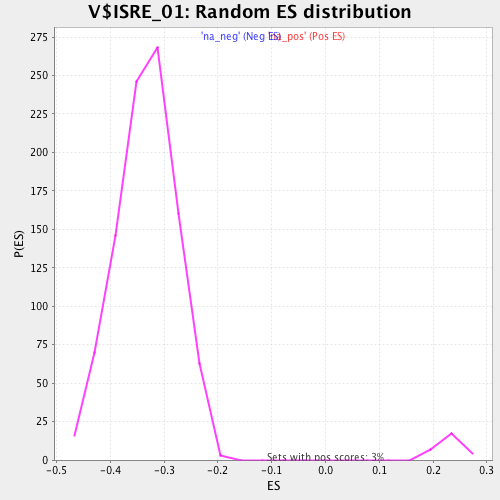 V$ISRE_01: Random ES distribution
'na_neg' (Neg ES) 'na_pos' (Pos ES)
275
250
225
200
175
150
125
100
75
50
25
0
P(ES)
Sets with pos scores: 3%
-0.5 -0.4 -0.3 -0.2 -0.1 0.0 0.1 0.2 0.3
ES